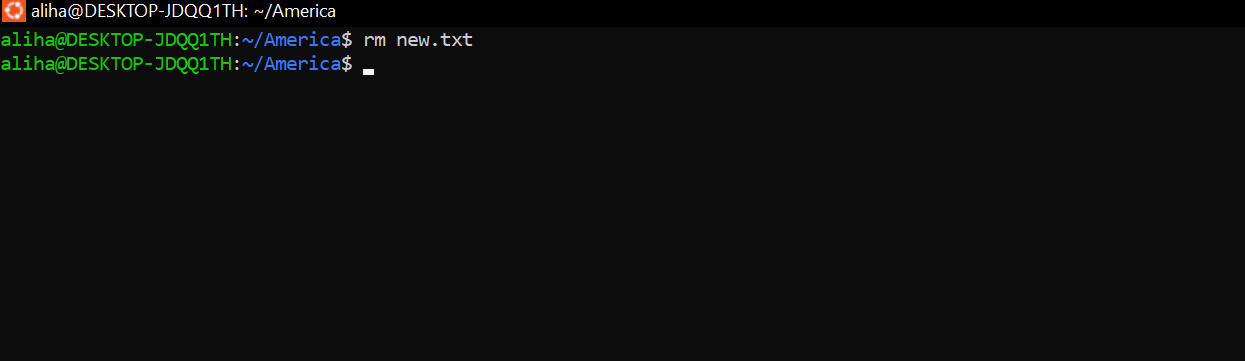 aliha@DESKTOP-JDQQ1TH: ~/America
aliha@DESKTOP-JDQQ1TH:~/America$ rm new.txt
aliha@DESKTOP-JDQQ1TH:~/America$